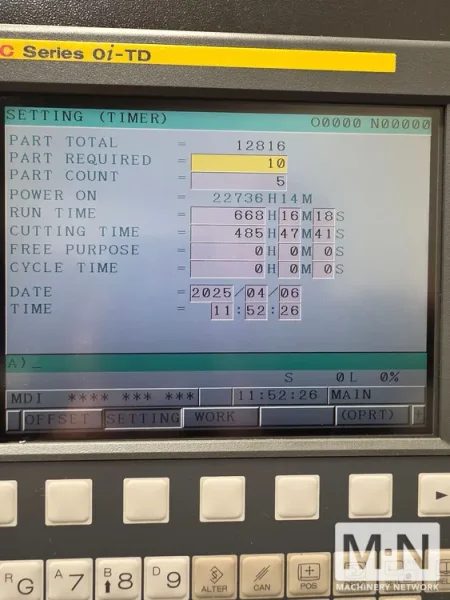 C Series 0i-TD
SETTING (TIMER) O0000 N00000
PART TOTAL = 12816
PART REQUIRED = 10
PART COUNT = 5
POWER ON = 22736H14M
RUN TIME = 668H16M18S
CUTTING TIME = 485H47M41S
FREE PURPOSE = 0H 0M 0S
CYCLE TIME = 0H 0M 0S
DATE = 2025/04/06
TIME = 11:52:26
A)_
S 0L 0%
MDI **** *** *** 11:52:26 MAIN
OFFSET SETTING WORK (OPRT) +
R G A 7 B 8 D 9 ALTER CAN POS
M N
MACHINERY NETWORK